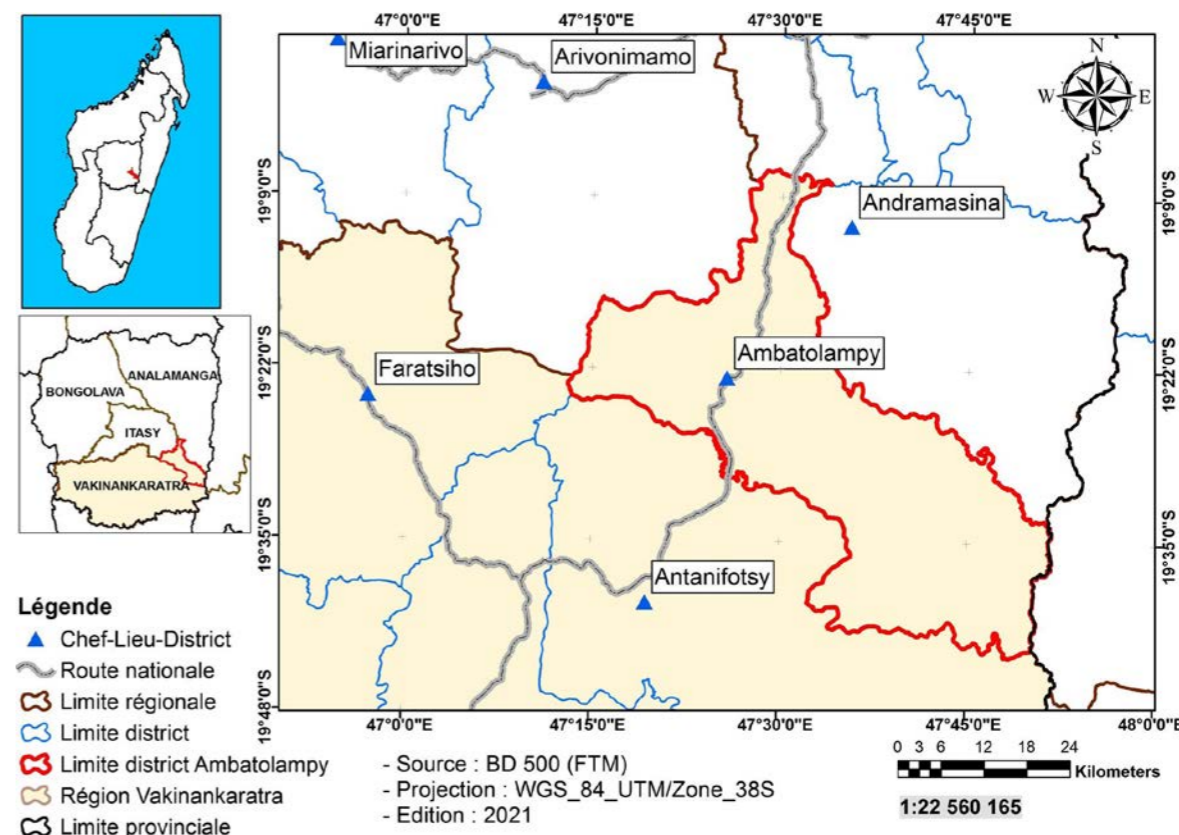 47°0'0"E 47°15'0"E 47°30'0"E 47°45'0"E
Miarinarivo
Arivonimamo
N
W E
S
19°9'0"S
19°9'0"S
Andramasina
19°22'0"S
19°22'0"S
Ambatolampy
Faratsiho
BONGOLAVA
ANALAMANGA
ITASY
VAKINANKARATRA
19°35'0"S
19°35'0"S
Antanifotsy
19°48'0"S
47°0'0"E 47°15'0"E 47°30'0"E 47°45'0"E 48°0'0"E
Légende
Chef-Lieu-District
Route nationale
Limite régionale
Limite district
Limite district Ambatolampy
Région Vakinankaratra
Limite provinciale
- Source : BD 500 (FTM)
- Projection : WGS_84_UTM/Zone_38S
- Edition : 2021
0 3 6 12 18 24
Kilometers
1:22 560 165